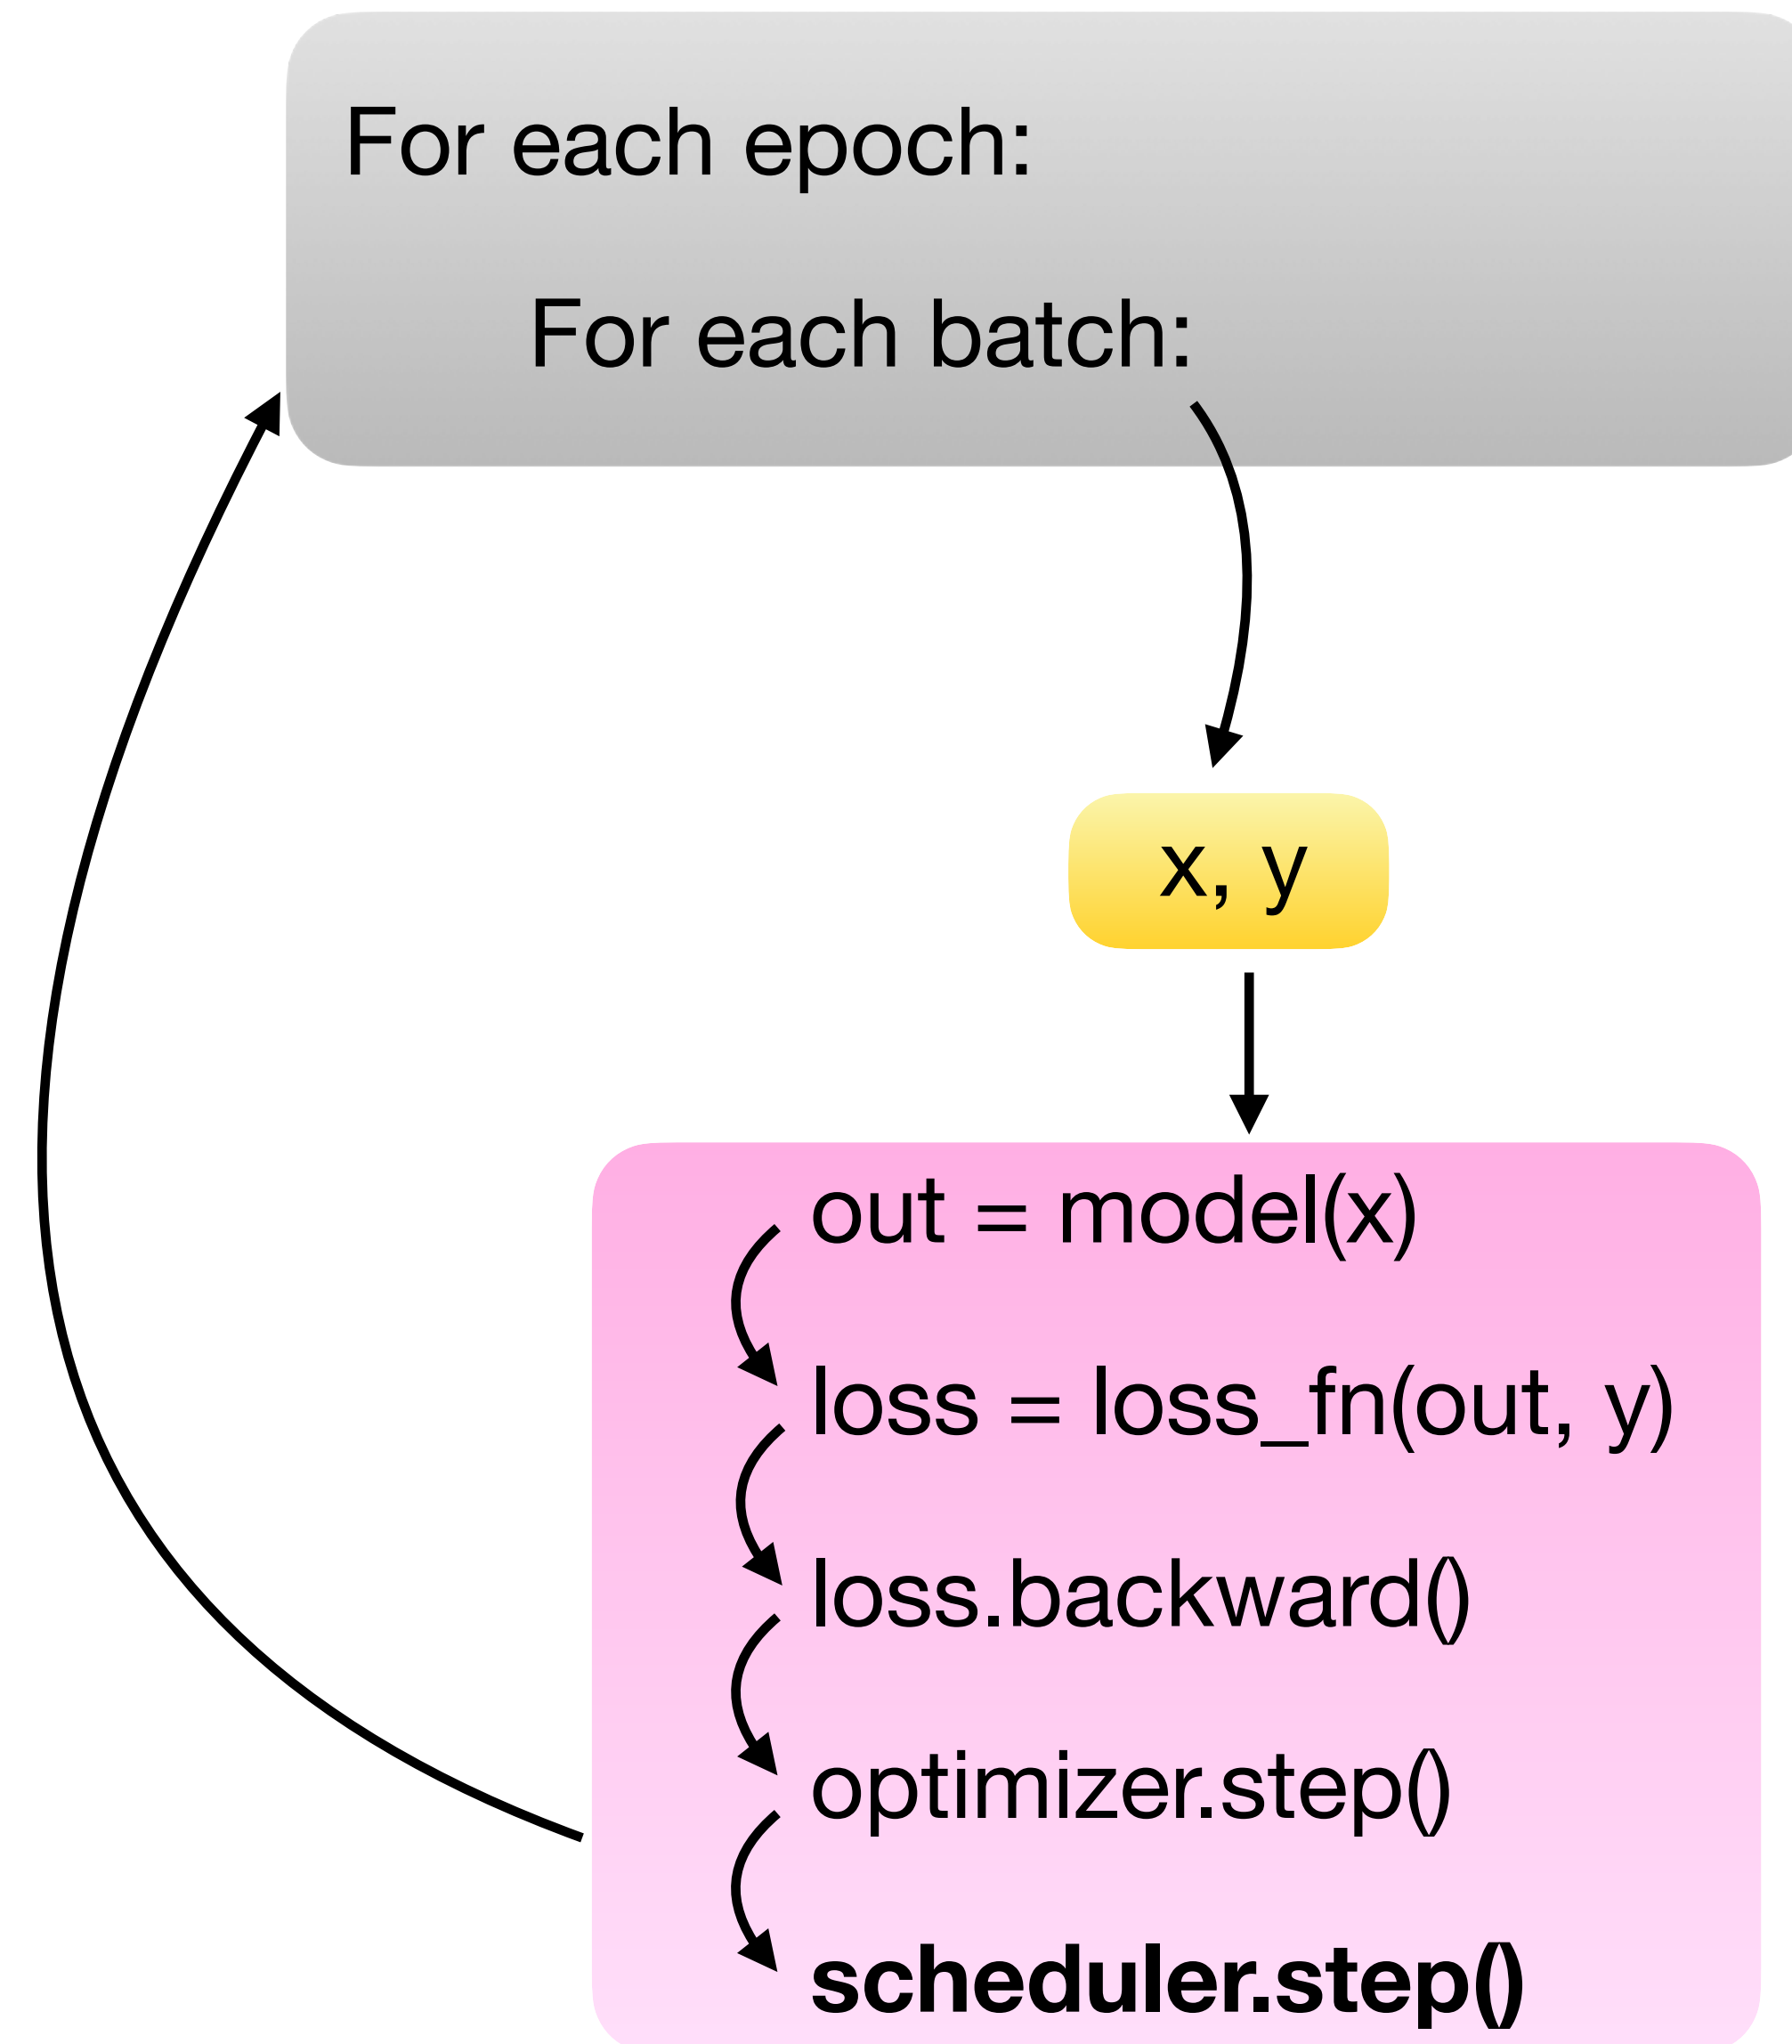 For each epoch:
For each batch:
x, y
out = model(x)
loss = loss_fn(out, y)
loss.backward()
optimizer.step()
scheduler.step()